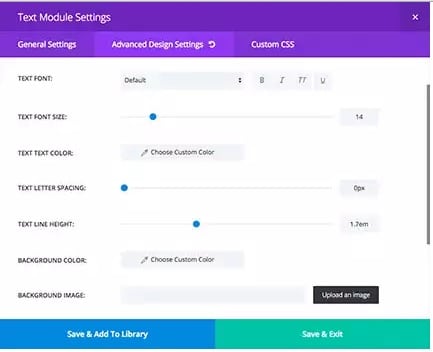 Text Module Settings
General Settings Advanced Design Settings Custom CSS
TEXT FONT: Default B I TT U
TEXT FONT SIZE: 14
TEXT TEXT COLOR: Choose Custom Color
TEXT LETTER SPACING: 0px
TEXT LINE HEIGHT: 1.7em
BACKGROUND COLOR: Choose Custom Color
BACKGROUND IMAGE: Upload an image
Save & Add To Library Save & Exit